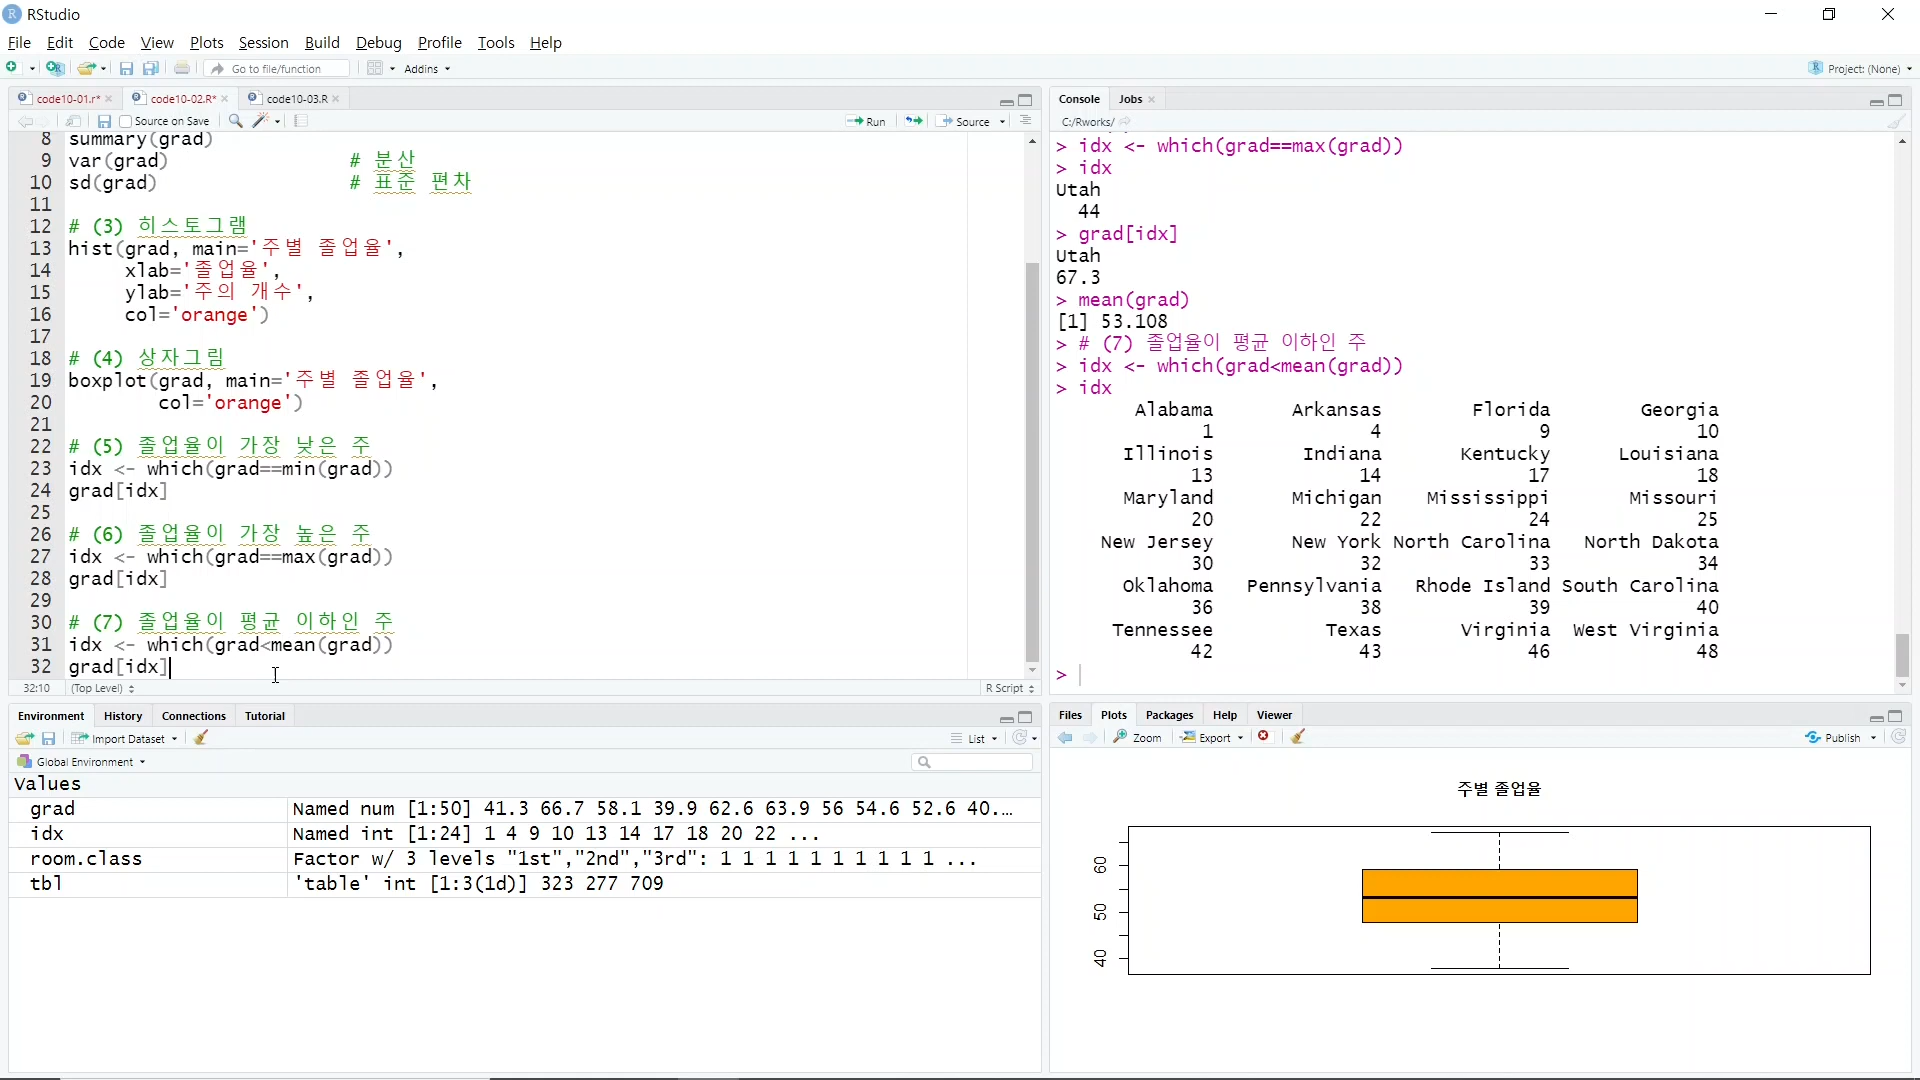 RStudio
File Edit Code View Plots Session Build Debug Profile Tools Help
Go to file/function Addins Project: (None)
code10-01.r* code10-02.R* code10-03.R
Source on Save Run Source
8 summary(grad)
9 var(grad) # 분산
10 sd(grad) # 표준 편차
11
12 # (3) 히스토그램
13 hist(grad, main='주별 졸업율',
14 xlab='졸업율',
15 ylab='주의 개수',
16 col='orange')
17
18 # (4) 상자그림
19 boxplot(grad, main='주별 졸업율',
20 col='orange')
21
22 # (5) 졸업율이 가장 낮은 주
23 idx <- which(grad==min(grad))
24 grad[idx]
25
26 # (6) 졸업율이 가장 높은 주
27 idx <- which(grad==max(grad))
28 grad[idx]
29
30 # (7) 졸업율이 평균 이하인 주
31 idx <- which(grad<mean(grad))
32 grad[idx]
32:10 (Top Level) R Script
Console Jobs
C:/Rworks/
> idx <- which(grad==max(grad))
> idx
Utah
44
> grad[idx]
Utah
67.3
> mean(grad)
[1] 53.108
> # (7) 졸업율이 평균 이하인 주
> idx <- which(grad<mean(grad))
> idx
Alabama Arkansas Florida Georgia
1 4 9 10
Illinois Indiana Kentucky Louisiana
13 14 17 18
Maryland Michigan Mississippi Missouri
20 22 24 25
New Jersey New York North Carolina North Dakota
30 32 33 34
Oklahoma Pennsylvania Rhode Island South Carolina
36 38 39 40
Tennessee Texas Virginia West Virginia
42 43 46 48
>
Environment History Connections Tutorial
Import Dataset List
Global Environment
Values
grad Named num [1:50] 41.3 66.7 58.1 39.9 62.6 63.9 56 54.6 52.6 40...
idx Named int [1:24] 1 4 9 10 13 14 17 18 20 22 ...
room.class Factor w/ 3 levels "1st","2nd","3rd": 1 1 1 1 1 1 1 1 1 1 ...
tbl 'table' int [1:3(1d)] 323 277 709
Files Plots Packages Help Viewer
Zoom Export Publish
주별 졸업율
60
50
40